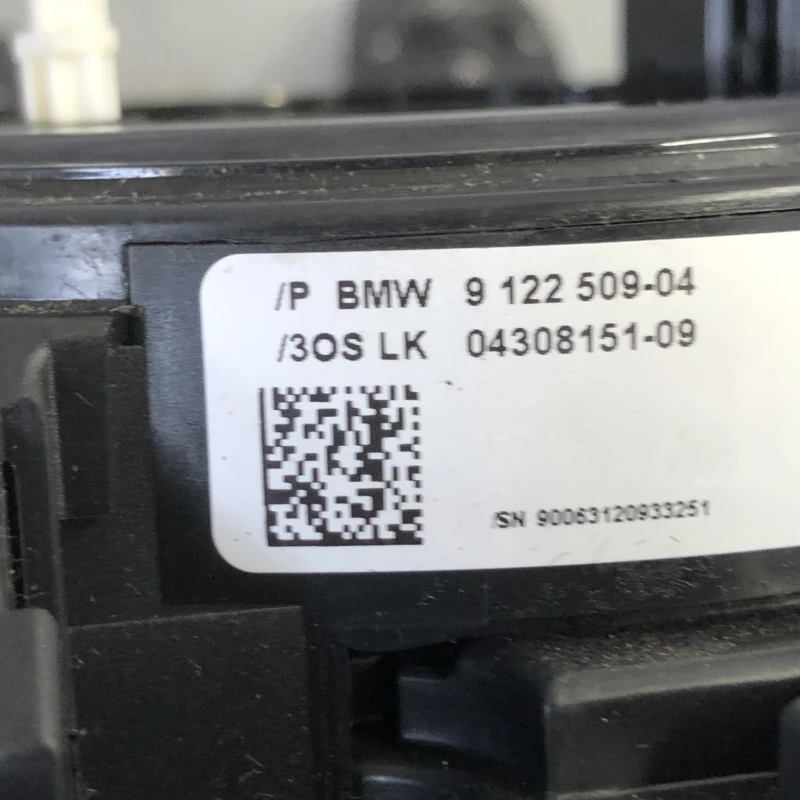 /P BMW 9 122 509-04
/3OS LK 04308151-09
/SN 90063120933251